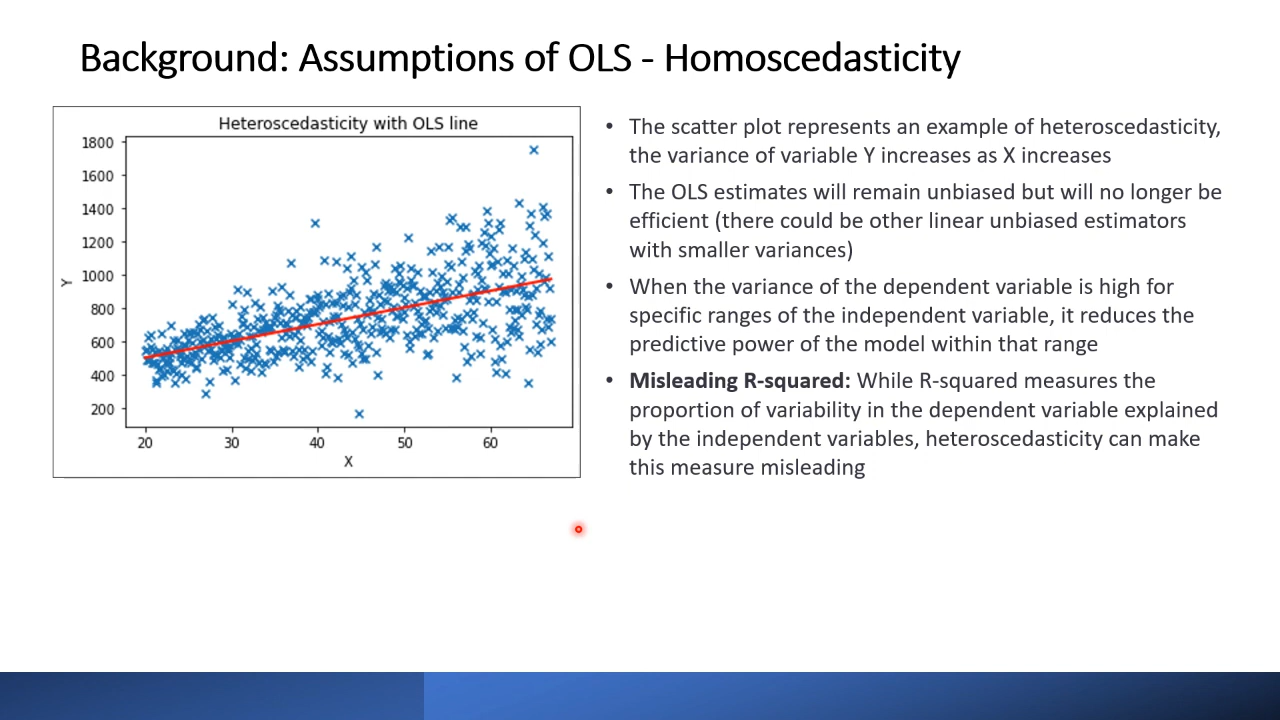 Background: Assumptions of OLS - Homoscedasticity
Heteroscedasticity with OLS line
1800
1600
1400
1200
1000
800
600
400
200
Y
20 30 40 50 60
X
• The scatter plot represents an example of heteroscedasticity,
the variance of variable Y increases as X increases
• The OLS estimates will remain unbiased but will no longer be
efficient (there could be other linear unbiased estimators
with smaller variances)
• When the variance of the dependent variable is high for
specific ranges of the independent variable, it reduces the
predictive power of the model within that range
• Misleading R-squared: While R-squared measures the
proportion of variability in the dependent variable explained
by the independent variables, heteroscedasticity can make
this measure misleading